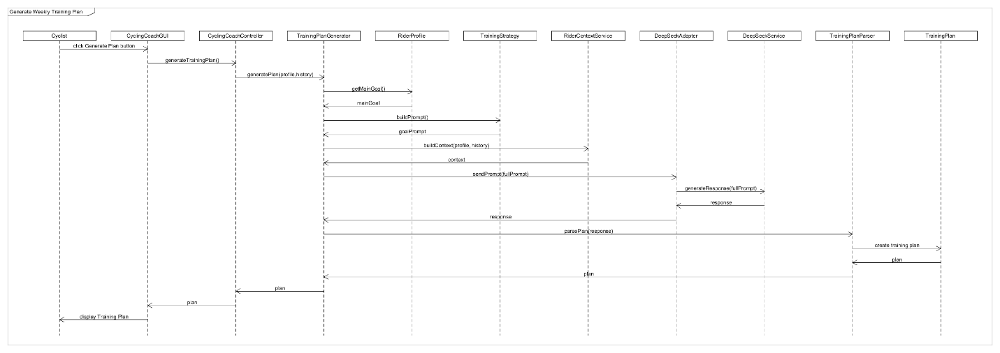 Generate Weekly Training Plan
Cyclist
CyclingCoachGUI
CyclingCoachController
TrainingPlanGenerator
RiderProfile
TrainingStrategy
RiderContextService
DeepSeekAdapter
DeepSeekService
TrainingPlanParser
TrainingPlan
click Generate Plan button
generateTrainingPlan()
generatePlan(profile,history)
getMainGoal()
mainGoal
buildPrompt()
goalPrompt
buildContext(profile, history)
context
sendPrompt(fullPrompt)
generateResponse(fullPrompt)
response
response
parsePlan(response)
create training plan
plan
plan
plan
plan
display Training Plan